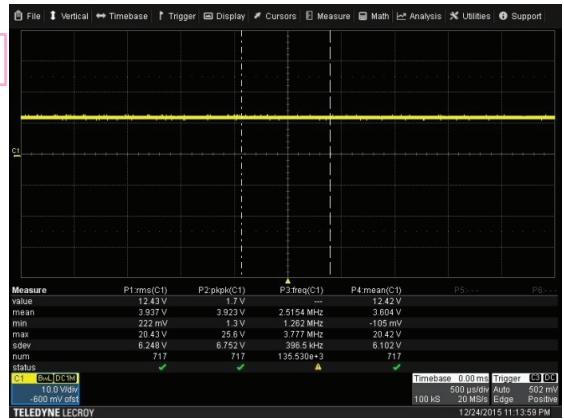 File Vertical Timebase Trigger Display Cursors Measure Math Analysis Utilities Support
C1
Measure P1:rms(C1) P2:pkpk(C1) P3:freq(C1) P4:mean(C1) P5:- - - P6:- - -
value 12.43 V 1.7 V --- 12.42 V
mean 3.937 V 3.923 V 2.5154 MHz 3.604 V
min 222 mV 1.3 V 1.262 MHz -105 mV
max 20.43 V 25.6 V 3.777 MHz 20.42 V
sdev 6.248 V 6.752 V 396.5 kHz 6.102 V
num 717 717 135.530e+3 717
status
C1 BwL DC1M
10.0 V/div
-600 mV ofst
Timebase 0.00 ms Trigger C3 DC
500 µs/div Auto 502 mV
100 kS 20 MS/s Edge Positive
TELEDYNE LECROY 12/24/2015 11:13:59 PM